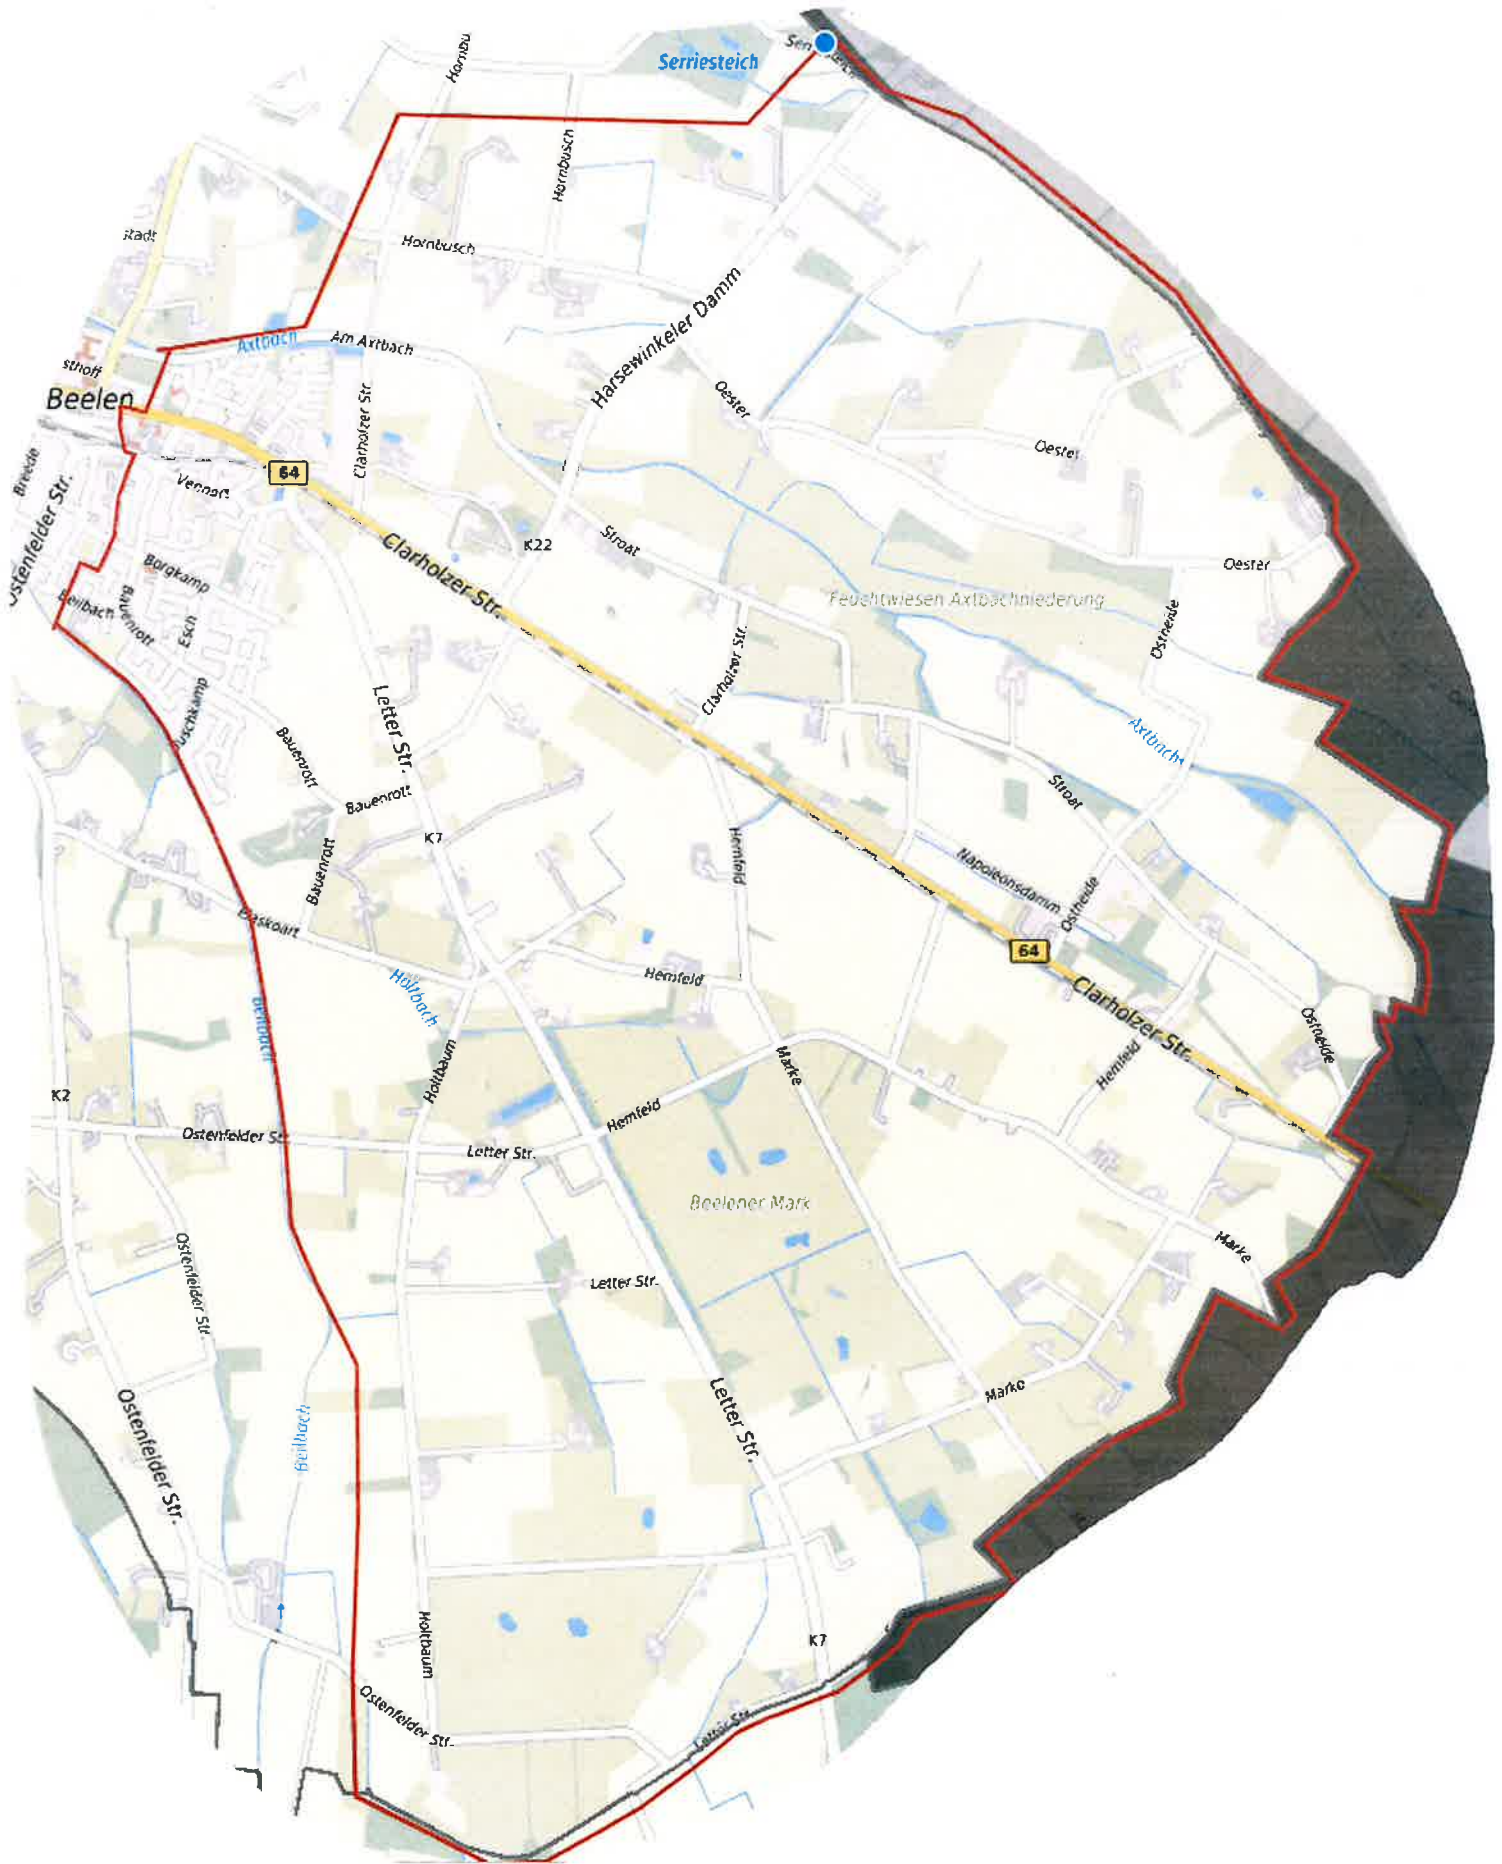 Hornbu
Serriesteich
Hornbusch
stadt
Hornbusch
Harsewinkeler Damm
Axtbach
Am Axtbach
sthoff
Beelen
Clarholzer Str
Oester
Oester
Breede
Ostenfelder Str.
Vennort
64
Clarholzer Str.
K22
Stroat
Oester
Borgkamp
Beilbach
Esch
Feuchtwiesen Axtbachniederung
Ostheide
Clarholzer Str.
Letter Str.
uschkamp
Bauenrott
Axtbach
Stroat
Bauenrott
K7
Hemfeld
Bauenrott
Napoleonsdamm
Ostheide
64
Holtbach
Hemfeld
Clarholzer Str.
Beilbach
Ostheide
Holtbaum
Marke
Hemfeld
K2
Hemfeld
Ostenfelder Str.
Letter Str.
Beelener Mark
Marke
Ostenfelder Str.
Letter Str.
Marke
Letter Str.
Ostenfelder Str.
Beilbach
K7
Holtbaum
Ostenfelder Str.
Letter Str.